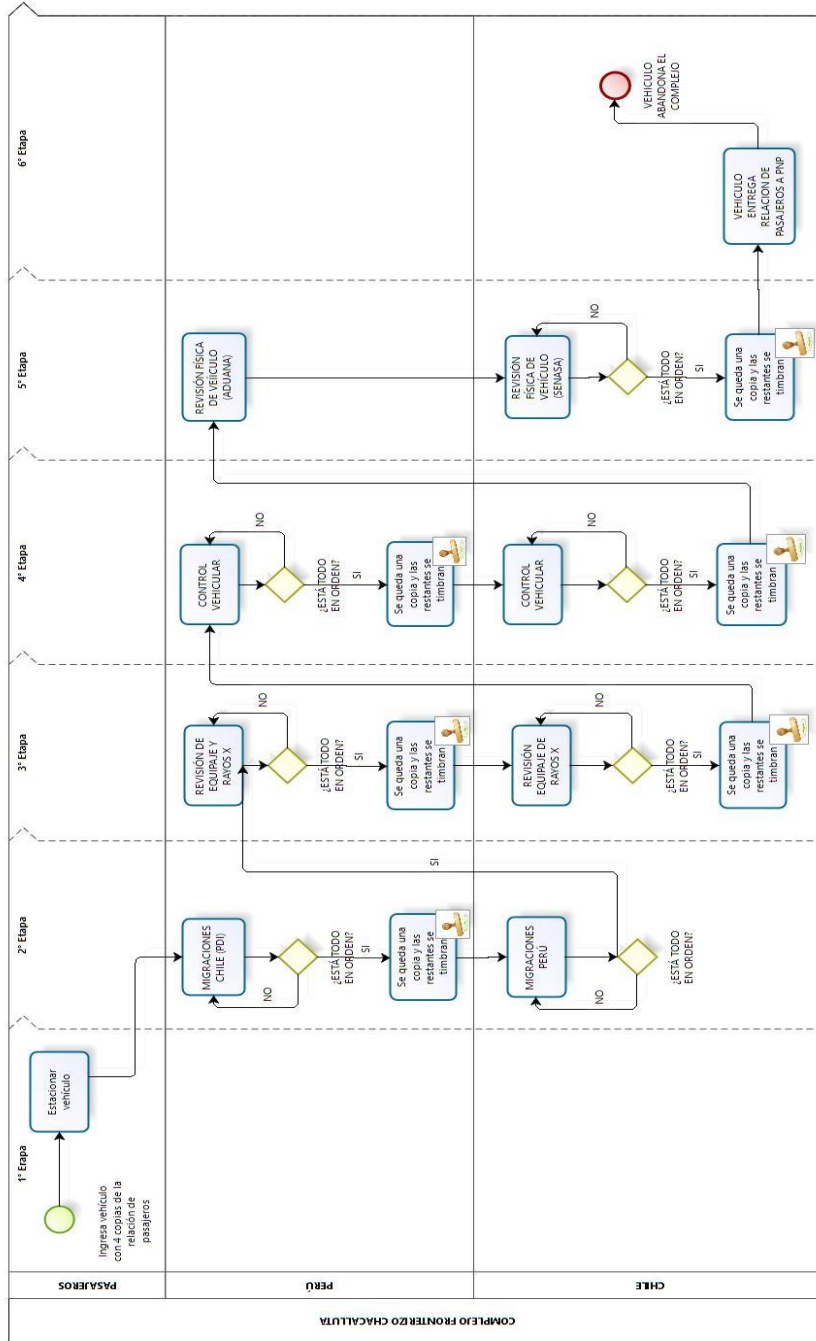 COMPLEJO FRONTERIZO CHACALLUTA
PASAJEROS
PERÚ
CHILE
1° Erapa
2° Etapa
3° Etapa
4° Etapa
5° Etapa
6° Etapa
Ingresa vehículo
con 4 copias de la
relación de
pasajeros
Estacionar
vehículo
MIGRACIONES
CHILE (PDI)
NO
¿ESTÁ TODO
EN ORDEN?
SI
Se queda una
copia y las
restantes se
timbran
MIGRACIONES
PERÚ
NO
¿ESTÁ TODO
EN ORDEN?
SI
REVISIÓN DE
EQUIPAJE Y
RAYOS X
NO
¿ESTÁ TODO
EN ORDEN?
SI
Se queda una
copia y las
restantes se
timbran
REVISIÓN
EQUIPAJE DE
RAYOS X
NO
¿ESTÁ TODO
EN ORDEN?
SI
Se queda una
copia y las
restantes se
timbran
CONTROL
VEHICULAR
NO
¿ESTÁ TODO
EN ORDEN?
SI
Se queda una
copia y las
restantes se
timbran
CONTROL
VEHICULAR
NO
¿ESTÁ TODO
EN ORDEN?
SI
Se queda una
copia y las
restantes se
timbran
REVISIÓN FÍSICA
DE VEÍICULO
(ADUANA)
REVISIÓN
FÍSICA DE
VEHÍCULO
(SENASA)
NO
¿ESTÁ TODO
EN ORDEN?
SI
Se queda una
copia y las
restantes se
timbran
VEHICULO
ENTREGA
RELACION DE
PASAJEROS A PNP
VEHICULO
ABANDONA EL
COMPLEJO